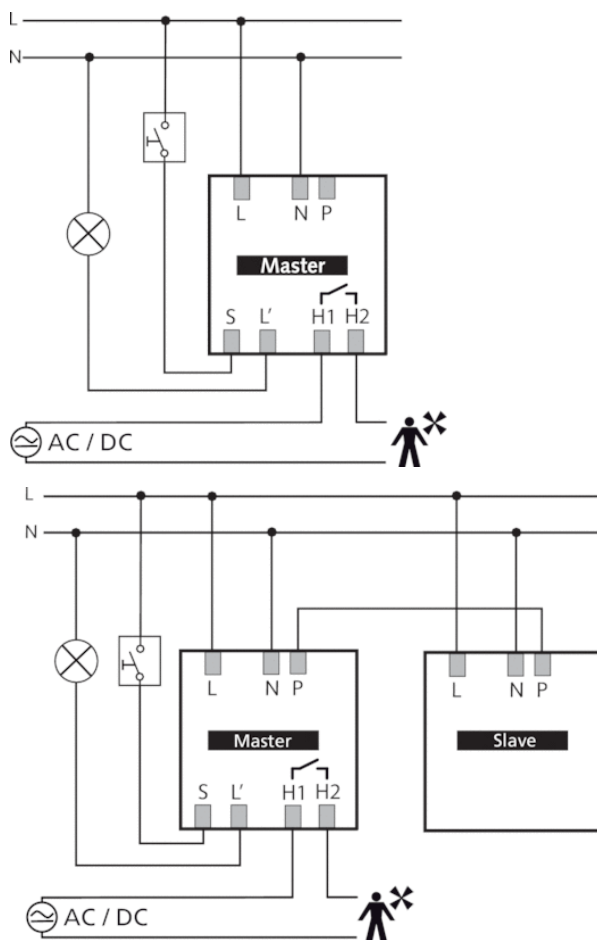 L
N
L N P
Master
S L' H1 H2
AC / DC
L
N
L N P L N P
Master Slave
S L' H1 H2
AC / DC